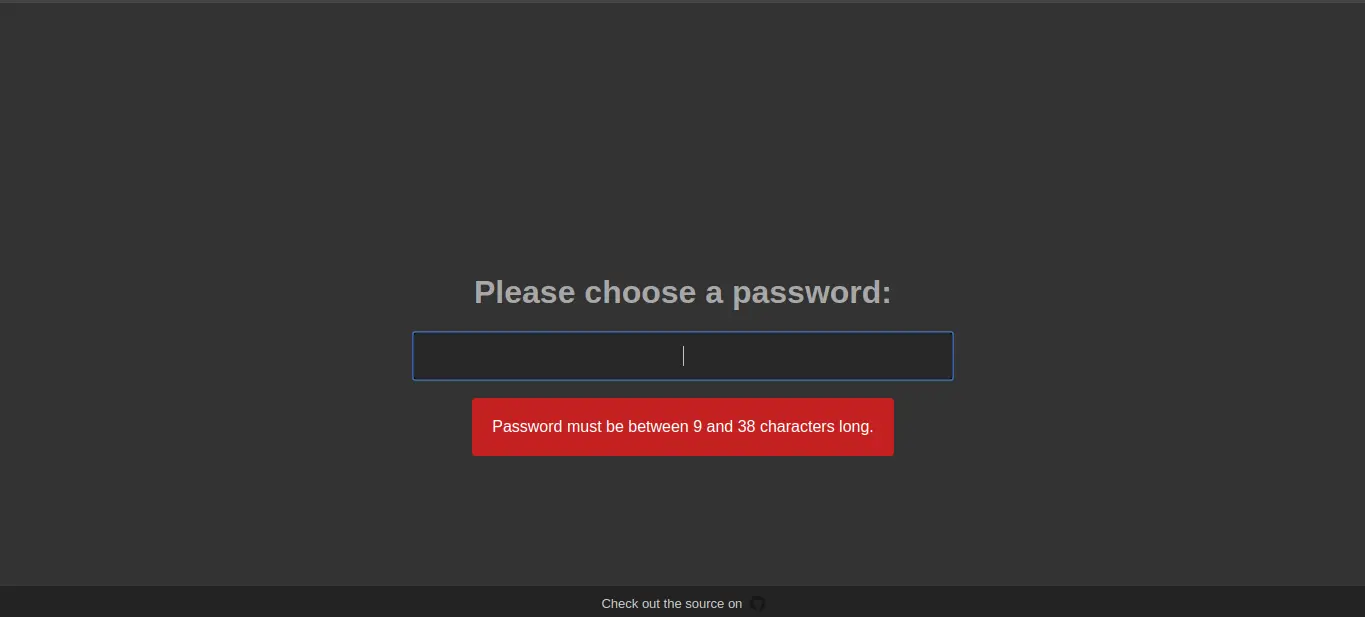 Please choose a password:
Password must be between 9 and 38 characters long.
Check out the source on